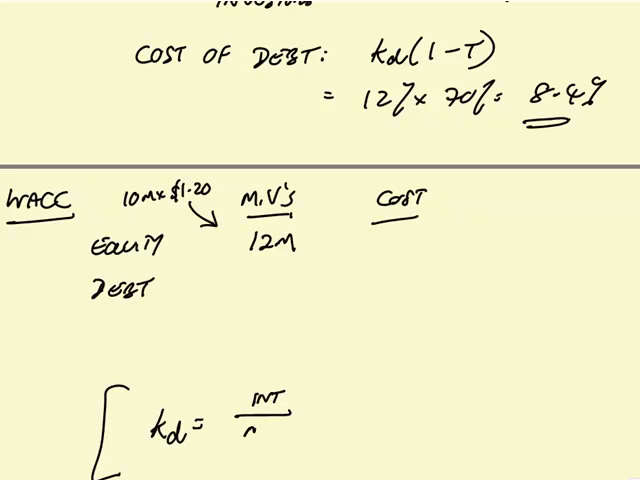 COST OF DEBT: Kd(1-T)
= 12% x 70% = 8.4%
WACC 10m x $1.20 M.V's COST
EQUITY 12M
DEBT
Kd = INT